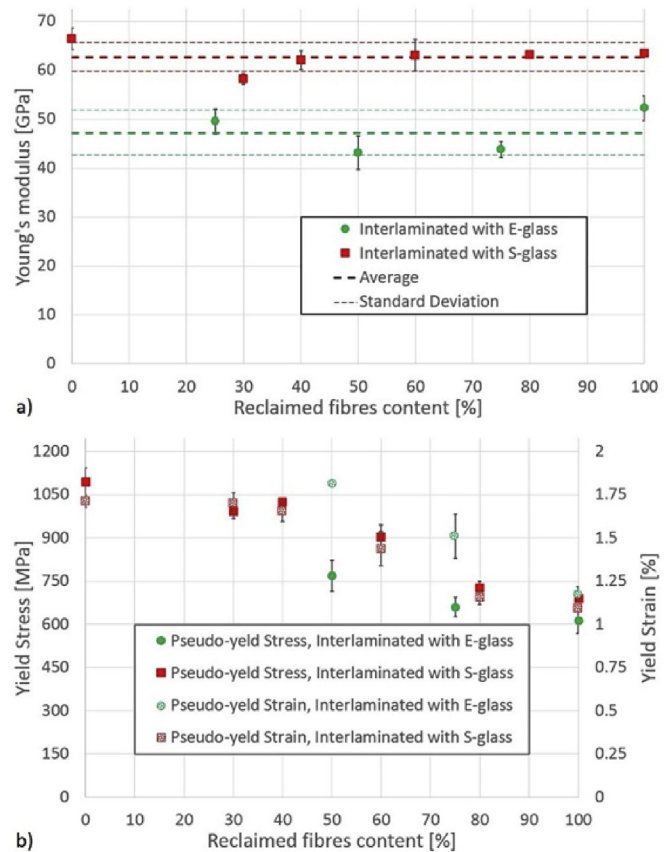 70
60
50
40
30
20
10
0
Young's modulus [GPa]
Interlaminated with E-glass
Interlaminated with S-glass
Average
Standard Deviation
0 10 20 30 40 50 60 70 80 90 100
a) Reclaimed fibres content [%]
1200 2
1050 1.75
900 1.5
750 1.25
600 1
450 0.75
300 0.5
150 0.25
0 0
Yield Stress [MPa]
Yield Strain [%]
Pseudo-yeld Stress, Interlaminated with E-glass
Pseudo-yeld Stress, Interlaminated with S-glass
Pseudo-yeld Strain, Interlaminated with E-glass
Pseudo-yeld Strain, Interlaminated with S-glass
0 10 20 30 40 50 60 70 80 90 100
b) Reclaimed fibres content [%]